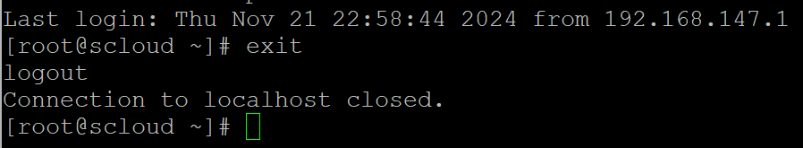 Last login: Thu Nov 21 22:58:44 2024 from 192.168.147.1
[root@scloud ~]# exit
logout
Connection to localhost closed.
[root@scloud ~]#